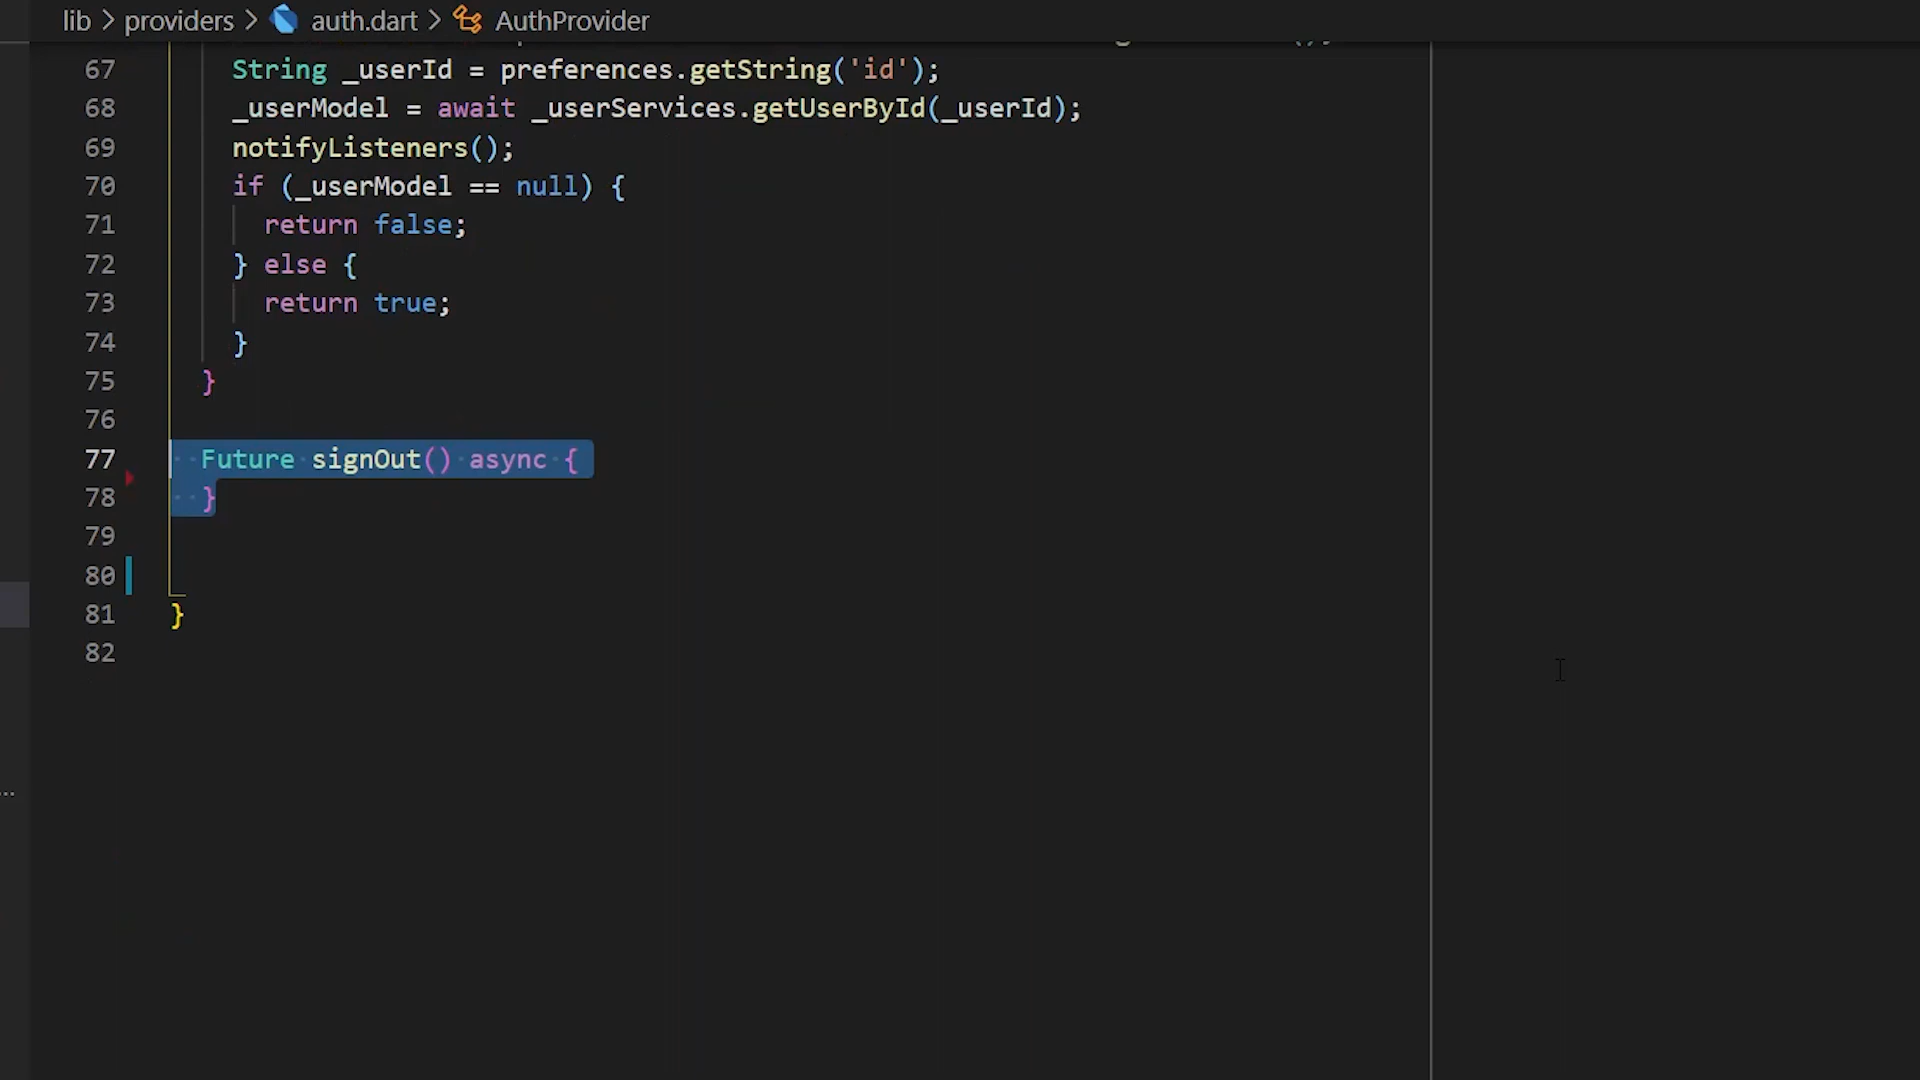 lib > providers > auth.dart > AuthProvider
67 String _userId = preferences.getString('id');
68 _userModel = await _userServices.getUserById(_userId);
69 notifyListeners();
70 if (_userModel == null) {
71 return false;
72 } else {
73 return true;
74 }
75 }
76
77 Future signOut() async {
78 }
79
80
81 }
82